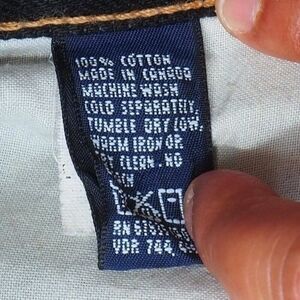 100% COTTON
MADE IN CANADA
MACHINE WASH
COLD SEPARATELY,
TUMBLE DRY LOW,
WARM IRON OR
CLEAN. NO
RN
VDR 744